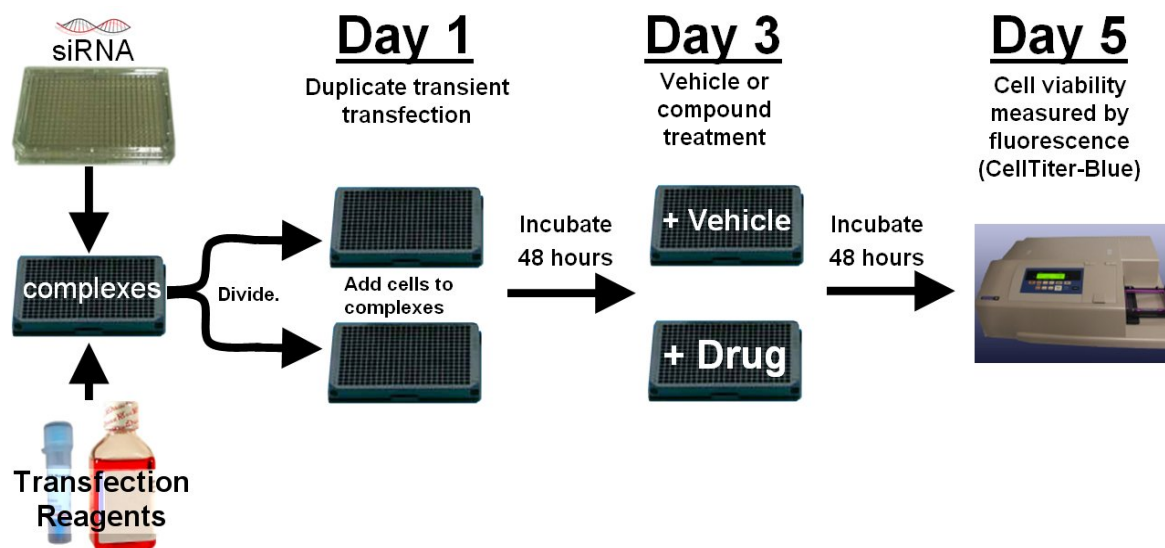 siRNA
complexes
Transfection
Reagents
Divide.
Day 1
Duplicate transient
transfection
Add cells to
complexes
Incubate
48 hours
Day 3
Vehicle or
compound
treatment
+ Vehicle
+ Drug
Incubate
48 hours
Day 5
Cell viability
measured by
fluorescence
(CellTiter-Blue)